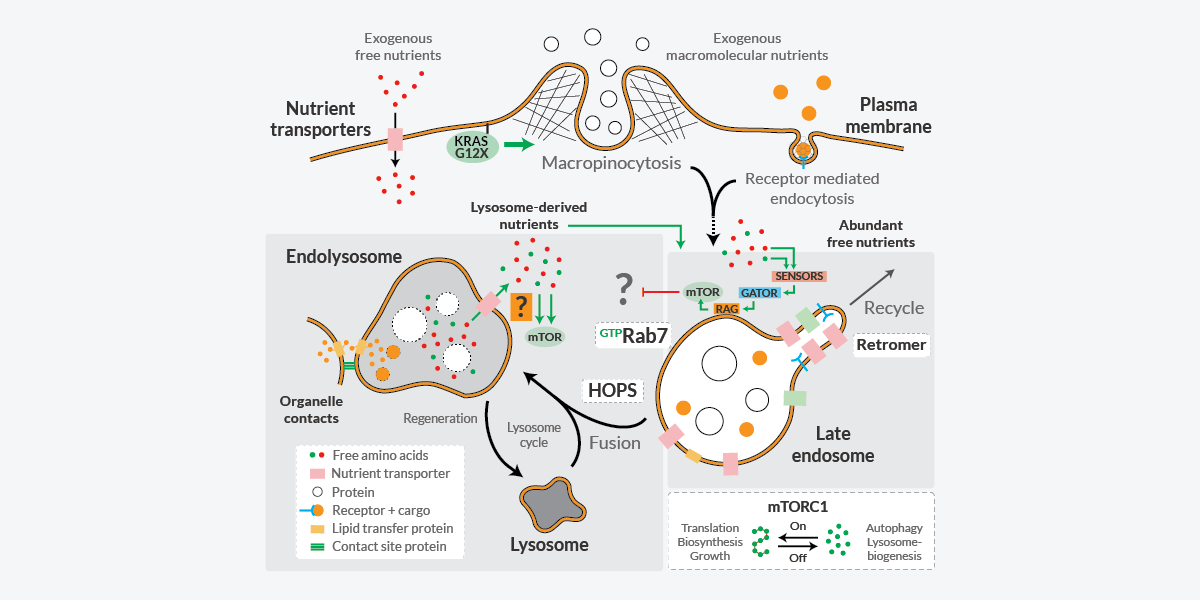 Exogenous
free nutrients
Exogenous
macromolecular nutrients
Nutrient
transporters
KRAS
G12X
Plasma
membrane
Macropinocytosis
Receptor mediated
endocytosis
Lysosome-derived
nutrients
Abundant
free nutrients
Endolysosome
SENSORS
?
mTOR
GATOR
RAG
Recycle
?
mTOR
GTPRab7
Retromer
HOPS
Organelle
contacts
Regeneration
Lysosome
cycle
Fusion
Late
endosome
Free amino acids
Nutrient transporter
Protein
Receptor + cargo
Lipid transfer protein
Contact site protein
Lysosome
mTORC1
Translation
Biosynthesis
Growth
On
Off
Autophagy
Lysosome-
biogenesis